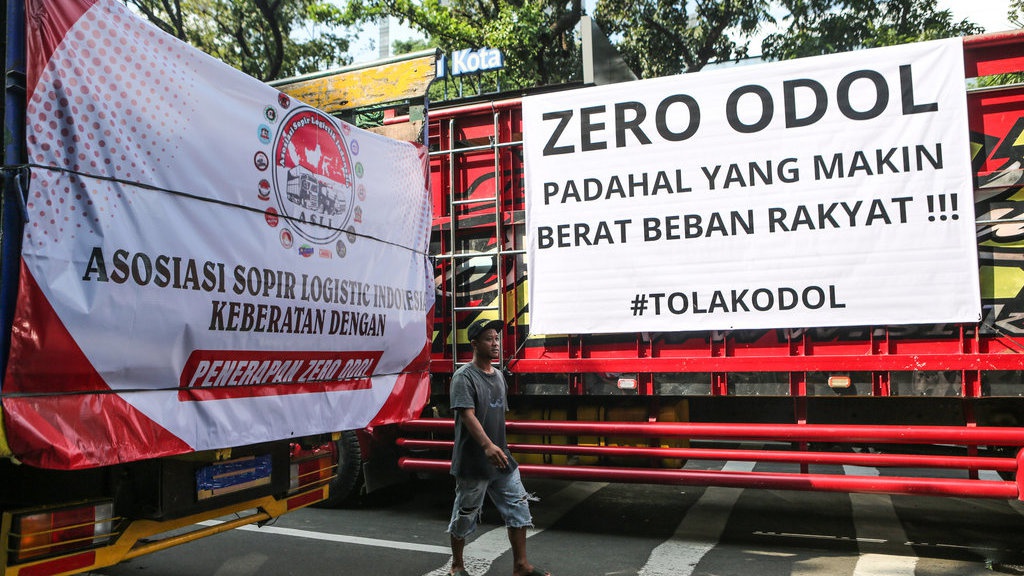 Kota
ASLI
ASOSIASI SOPIR LOGISTIC INDONESIA
KEBERATAN DENGAN
PENERAPAN ZERO ODOL
ZERO ODOL
PADAHAL YANG MAKIN
BERAT BEBAN RAKYAT !!!
#TOLAKODOL